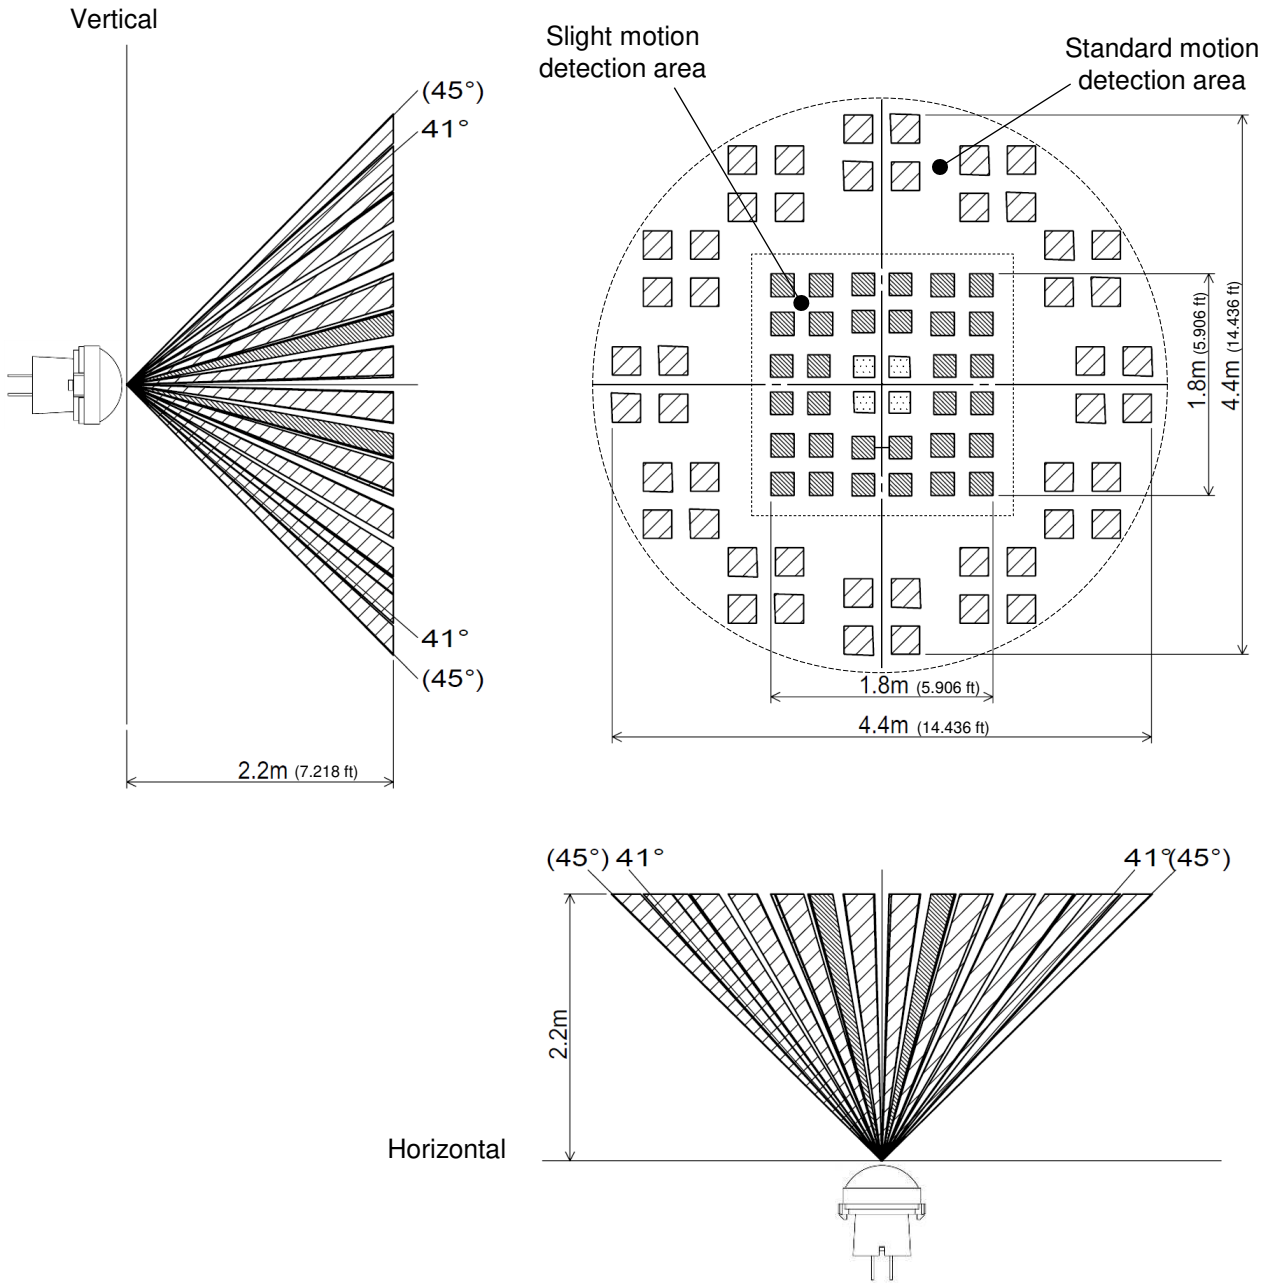 Vertical
Slight motion
detection area
Standard motion
detection area
(45°)
41°
1.8m (5.906 ft)
4.4m (14.436 ft)
41°
(45°)
1.8m (5.906 ft)
4.4m (14.436 ft)
2.2m (7.218 ft)
(45°) 41°
41° (45°)
2.2m
Horizontal